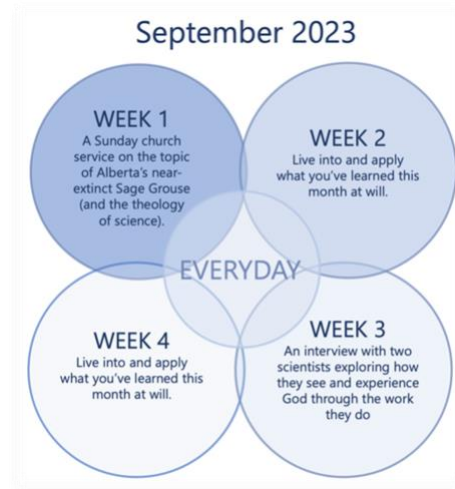 September 2023
WEEK 1
A Sunday church
service on the topic
of Alberta's near-
extinct Sage Grouse
(and the theology
of science).
WEEK 2
Live into and apply
what you've learned this
month at will.
EVERYDAY
WEEK 4
Live into and apply
what you've learned this
month at will.
WEEK 3
An interview with two
scientists exploring how
they see and experience
God through the work
they do